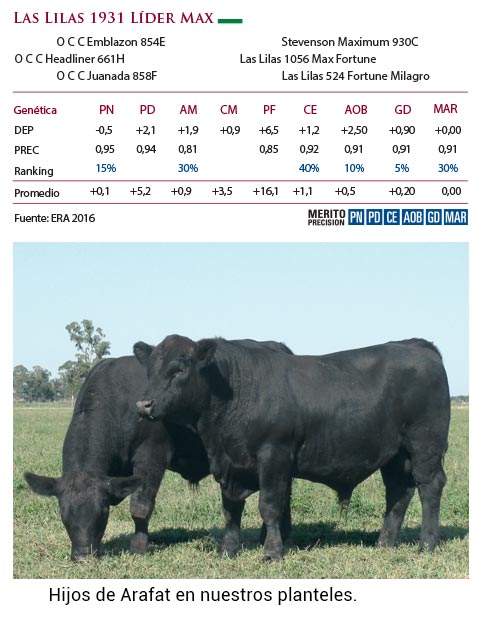 Las Lilas 1931 Líder Max
O C C Emblazon 854E Stevenson Maximum 930C
O C C Headliner 661H Las Lilas 1056 Max Fortune
O C C Juanada 858F Las Lilas 524 Fortune Milagro
Genética PN PD AM CM PF CE AOB GD MAR
DEP -0,5 +2,1 +1,9 +0,9 +6,5 +1,2 +2,50 +0,90 +0,00
PREC 0,95 0,94 0,81 0,85 0,92 0,91 0,91 0,91
Ranking 15% 30% 40% 10% 5% 30%
Promedio +0,1 +5,2 +0,9 +3,5 +16,1 +1,1 +0,5 +0,20 0,00
Fuente: ERA 2016 MERITO PN PD CE AOB GD MAR
PRECISION
Hijos de Arafat en nuestros planteles.